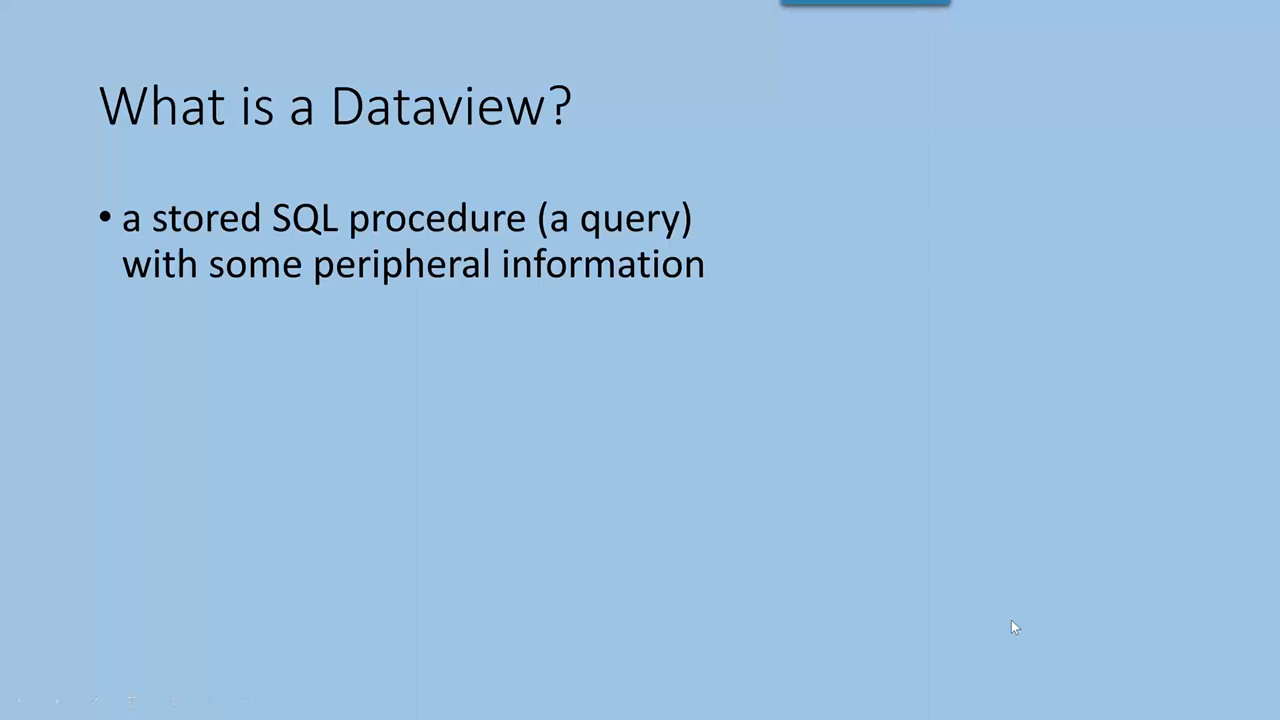 What is a Dataview?
• a stored SQL procedure (a query)
with some peripheral information